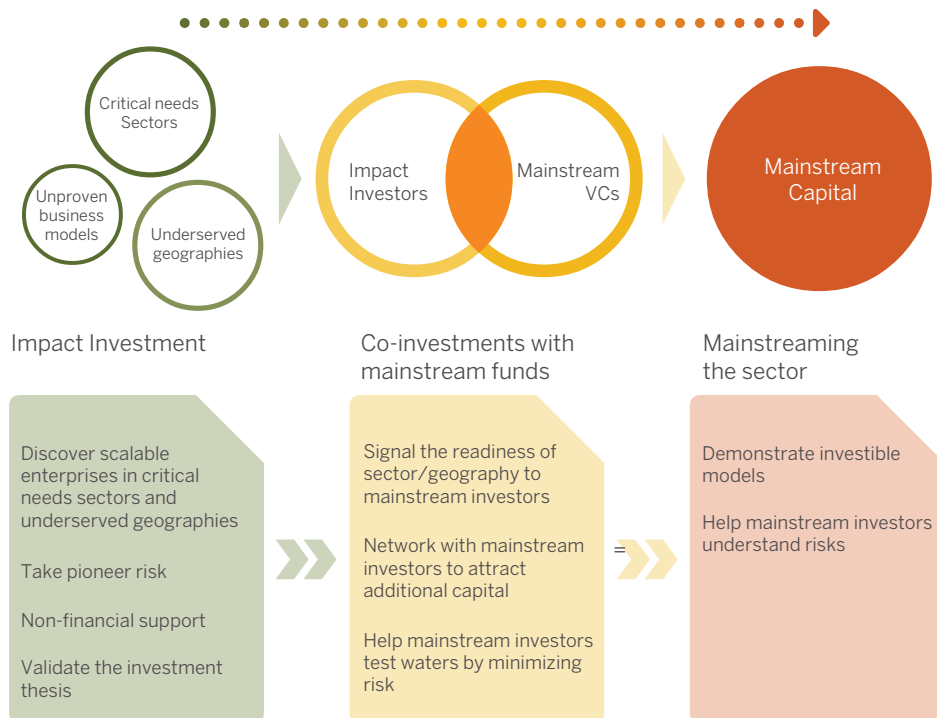 Critical needs
Sectors
Unproven
business
models
Underserved
geographies
Impact
Investors
Mainstream
VCs
Mainstream
Capital
Impact Investment
Discover scalable
enterprises in critical
needs sectors and
underserved geographies
Take pioneer risk
Non-financial support
Validate the investment
thesis
Co-investments with
mainstream funds
Signal the readiness of
sector/geography to
mainstream investors
Network with mainstream
investors to attract
additional capital
Help mainstream investors
test waters by minimizing
risk
=
Mainstreaming
the sector
Demonstrate investible
models
Help mainstream investors
understand risks